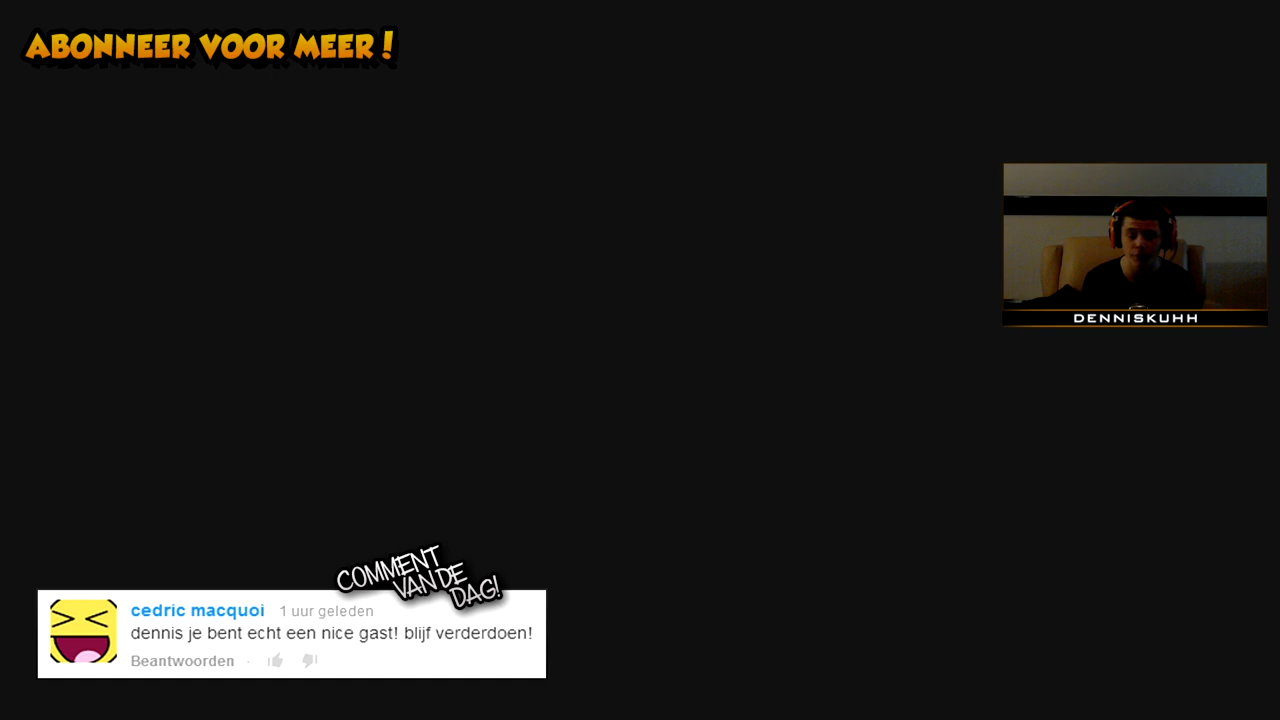 ABONNEER VOOR MEER!
DENNISKUHH
COMMENT
VAN DE
DAG!
cedric macquoi 1 uur geleden
dennis je bent echt een nice gast! blijf verderdoen!
Beantwoorden ·